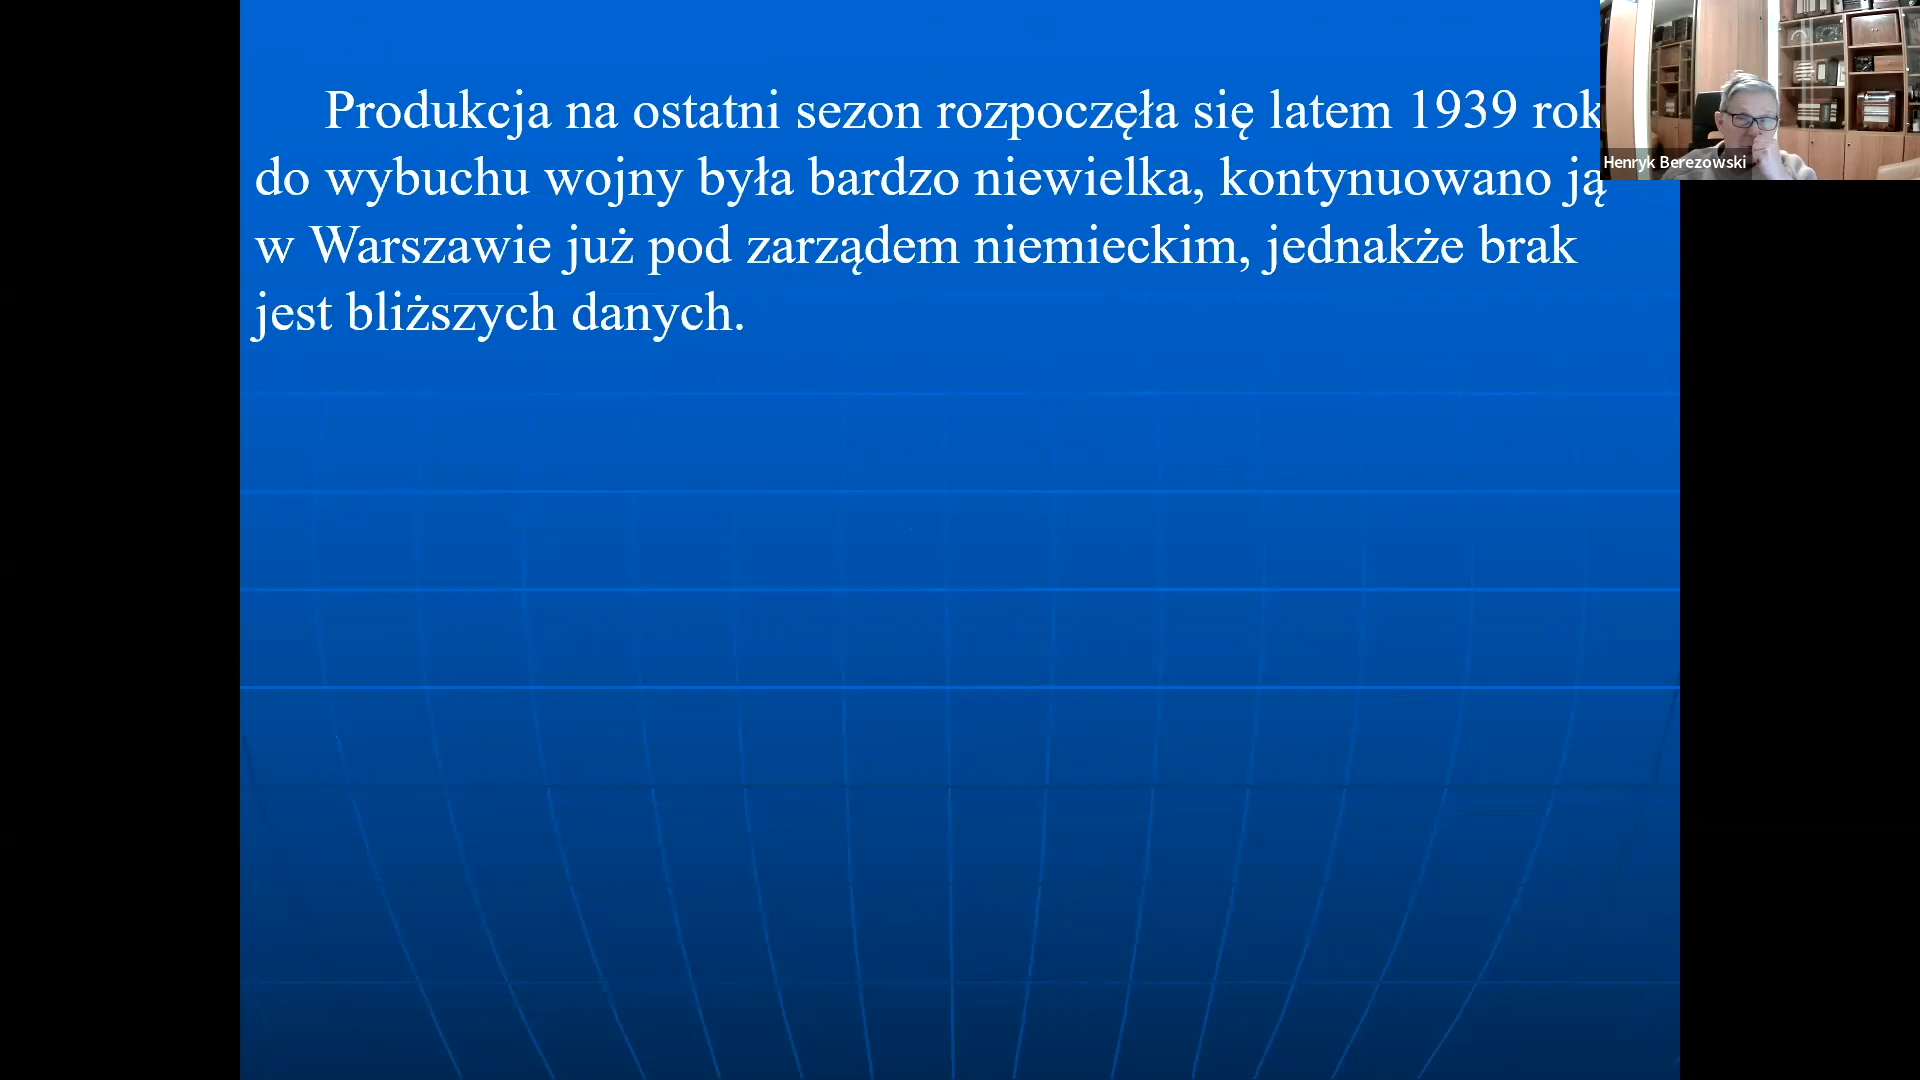 Produkcja na ostatni sezon rozpoczęła się latem 1939 rok
do wybuchu wojny była bardzo niewielka, kontynuowano ją
w Warszawie już pod zarządem niemieckim, jednakże brak
jest bliższych danych.
Henryk Berezowski